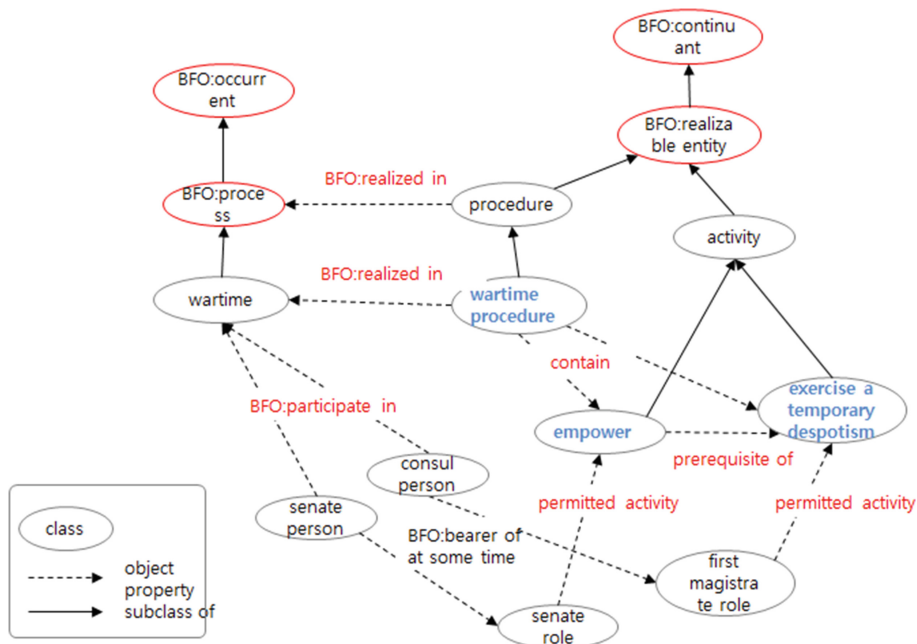 BFO:continu
ant
BFO:occurr
ent
BFO:realiza
ble entity
BFO:realized in
BFO:proce
ss
procedure
activity
BFO:realized in
wartime
wartime
procedure
contain
exercise a
temporary
despotism
BFO:participate in
empower
prerequisite of
consul
person
senate
person
permitted activity
permitted activity
class
BFO:bearer of
at some time
first
magistra
te role
object
property
subclass of
senate
role